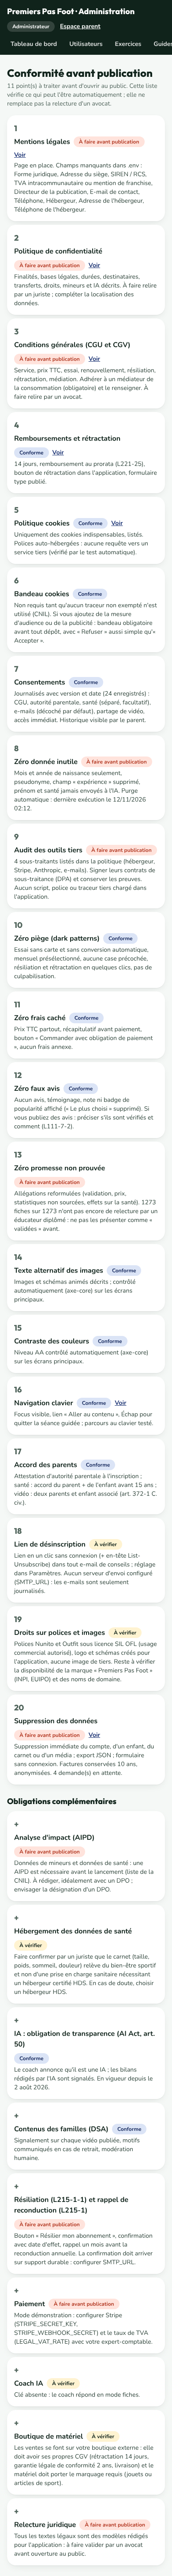 Premiers Pas Foot · Administration
Administrateur Espace parent
Tableau de bord Utilisateurs Exercices Guides
Conformité avant publication
11 point(s) à traiter avant d'ouvrir au public. Cette liste
vérifie ce qui peut l'être automatiquement ; elle ne
remplace pas la relecture d'un avocat.
1
Mentions légales À faire avant publication
Voir
Page en place. Champs manquants dans .env :
Forme juridique, Adresse du siège, SIREN / RCS,
TVA intracommunautaire ou mention de franchise,
Directeur de la publication, E-mail de contact,
Téléphone, Hébergeur, Adresse de l'hébergeur,
Téléphone de l'hébergeur.
2
Politique de confidentialité
À faire avant publication Voir
Finalités, bases légales, durées, destinataires,
transferts, droits, mineurs et IA décrits. À faire relire
par un juriste ; compléter la localisation des
données.
3
Conditions générales (CGU et CGV)
À faire avant publication Voir
Service, prix TTC, essai, renouvellement, résiliation,
rétractation, médiation. Adhérer à un médiateur de
la consommation (obligatoire) et le renseigner. À
faire relire par un avocat.
4
Remboursements et rétractation
Conforme Voir
14 jours, remboursement au prorata (L221-25),
bouton de rétractation dans l'application, formulaire
type publié.
5
Politique cookies Conforme Voir
Uniquement des cookies indispensables, listés.
Polices auto-hébergées : aucune requête vers un
service tiers (vérifié par le test automatique).
6
Bandeau cookies Conforme
Non requis tant qu'aucun traceur non exempté n'est
utilisé (CNIL). Si vous ajoutez de la mesure
d'audience ou de la publicité : bandeau obligatoire
avant tout dépôt, avec « Refuser » aussi simple qu'«
Accepter ».
7
Consentements Conforme
Journalisés avec version et date (24 enregistrés) :
CGU, autorité parentale, santé (séparé, facultatif),
e-mails (décoché par défaut), partage de vidéo,
accès immédiat. Historique visible par le parent.
8
Zéro donnée inutile À faire avant publication
Mois et année de naissance seulement,
pseudonyme, champ « expérience » supprimé,
prénom et santé jamais envoyés à l'IA. Purge
automatique : dernière exécution le 12/11/2026
02:12.
9
Audit des outils tiers À faire avant publication
4 sous-traitants listés dans la politique (hébergeur,
Stripe, Anthropic, e-mails). Signer leurs contrats de
sous-traitance (DPA) et conserver les preuves.
Aucun script, police ou traceur tiers chargé dans
l'application.
10
Zéro piège (dark patterns) Conforme
Essai sans carte et sans conversion automatique,
mensuel présélectionné, aucune case précochée,
résiliation et rétractation en quelques clics, pas de
culpabilisation.
11
Zéro frais caché Conforme
Prix TTC partout, récapitulatif avant paiement,
bouton « Commander avec obligation de paiement
», aucun frais annexe.
12
Zéro faux avis Conforme
Aucun avis, témoignage, note ni badge de
popularité affiché (« Le plus choisi » supprimé). Si
vous publiez des avis : préciser s'ils sont vérifiés et
comment (L111-7-2).
13
Zéro promesse non prouvée
À faire avant publication
Allégations reformulées (validation, prix,
statistiques non sourcées, effets sur la santé). 1273
fiches sur 1273 n'ont pas encore de relecture par un
éducateur diplômé : ne pas les présenter comme «
validées » avant.
14
Texte alternatif des images Conforme
Images et schémas animés décrits, contrôlé
automatiquement (axe-core) sur les écrans
principaux.
15
Contraste des couleurs Conforme
Niveau AA contrôlé automatiquement (axe-core)
sur les écrans principaux.
16
Navigation clavier Conforme Voir
Focus visible, lien « Aller au contenu », Échap pour
quitter la séance guidée ; parcours au clavier testé.
17
Accord des parents Conforme
Attestation d'autorité parentale à l'inscription ;
santé : accord du parent + de l'enfant avant 15 ans ;
vidéo : deux parents et enfant associé (art. 372-1 C.
civ.).
18
Lien de désinscription À vérifier
Lien en un clic sans connexion (+ en-tête List-
Unsubscribe) dans tout e-mail de conseils ; réglage
dans Paramètres. Aucun serveur d'envoi configuré
(SMTP_URL) : les e-mails sont seulement
journalisés.
19
Droits sur polices et images À vérifier
Polices Nunito et Outfit sous licence SIL OFL (usage
commercial autorisé), logo et schémas créés pour
l'application, aucune image de tiers. Reste à vérifier
la disponibilité de la marque « Premiers Pas Foot »
(INPI, EUIPO) et des noms de domaine.
20
Suppression des données
À faire avant publication Voir
Suppression immédiate du compte, d'un enfant, du
carnet ou d'un média ; export JSON ; formulaire
sans connexion. Factures conservées 10 ans,
anonymisées. 4 demande(s) en attente.
Obligations complémentaires
+
Analyse d'impact (AIPD)
À faire avant publication
Données de mineurs et données de santé : une
AIPD est nécessaire avant le lancement (liste de la
CNIL). À rédiger, idéalement avec un DPO ;
envisager la désignation d'un DPO.
+
Hébergement des données de santé
À vérifier
Faire confirmer par un juriste que le carnet (taille,
poids, sommeil, douleur) relève du bien-être sportif
et non d'une prise en charge sanitaire nécessitant
un hébergeur certifié HDS. En cas de doute, choisir
un hébergeur HDS.
+
IA : obligation de transparence (AI Act, art.
50)
Conforme
Le coach annonce qu'il est une IA ; les bilans
rédigés par l'IA sont signalés. En vigueur depuis le
2 août 2026.
+
Contenus des familles (DSA) Conforme
Signalement sur chaque vidéo publiée, motifs
communiqués en cas de retrait, modération
humaine.
+
Résiliation (L215-1-1) et rappel de
reconduction (L215-1)
À faire avant publication
Bouton « Résilier mon abonnement », confirmation
avec date d'effet, rappel un mois avant la
reconduction annuelle. La confirmation doit arriver
sur support durable : configurer SMTP_URL.
+
Paiement À faire avant publication
Mode démonstration : configurer Stripe
(STRIPE_SECRET_KEY,
STRIPE_WEBHOOK_SECRET) et le taux de TVA
(LEGAL_VAT_RATE) avec votre expert-comptable.
+
Coach IA À vérifier
Clé absente : le coach répond en mode fiches.
+
Boutique de matériel À vérifier
Les ventes se font sur votre boutique externe : elle
doit avoir ses propres CGV (rétractation 14 jours,
garantie légale de conformité 2 ans, livraison) et le
matériel doit porter le marquage requis (jouets ou
articles de sport).
+
Relecture juridique À faire avant publication
Tous les textes légaux sont des modèles rédigés
pour l'application : à faire valider par un avocat
avant ouverture au public.